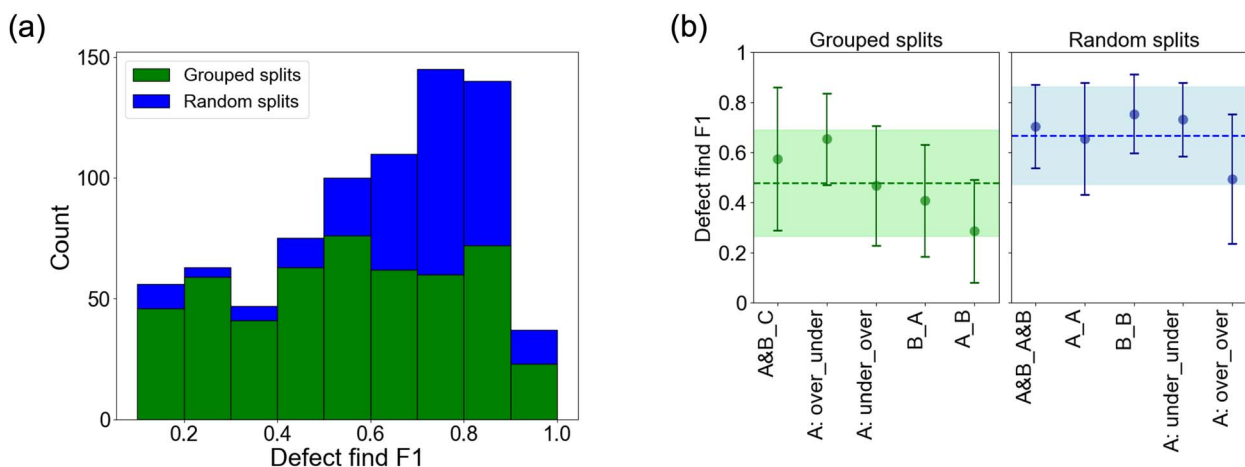 (a)
150
100
50
0
Count
Grouped splits
Random splits
0.2
0.4
0.6
0.8
1.0
Defect find F1
(b)
Grouped splits
Random splits
1
0.8
0.6
0.4
0.2
0
Defect find F1
A&B_C
A: over_under
A: under_over
B_A
A_B
A&B_A&B
A_A
B_B
A: under_under
A: over_over